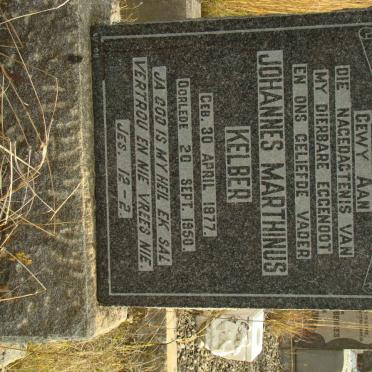 GEWY AAN
DIE NAGEDAGTENIS VAN
MY DIERBARE EGGENOOT
EN ONS GELIEFDE VADER
JOHANNES MARTHINUS
KELBER
GEB. 30 APRIL 1877.
OORLEDE 20 SEPT. 1950.
JA GOD IS MY HEIL EK SAL
VERTROU EN NIE VREES NIE.
JES. 12-2.